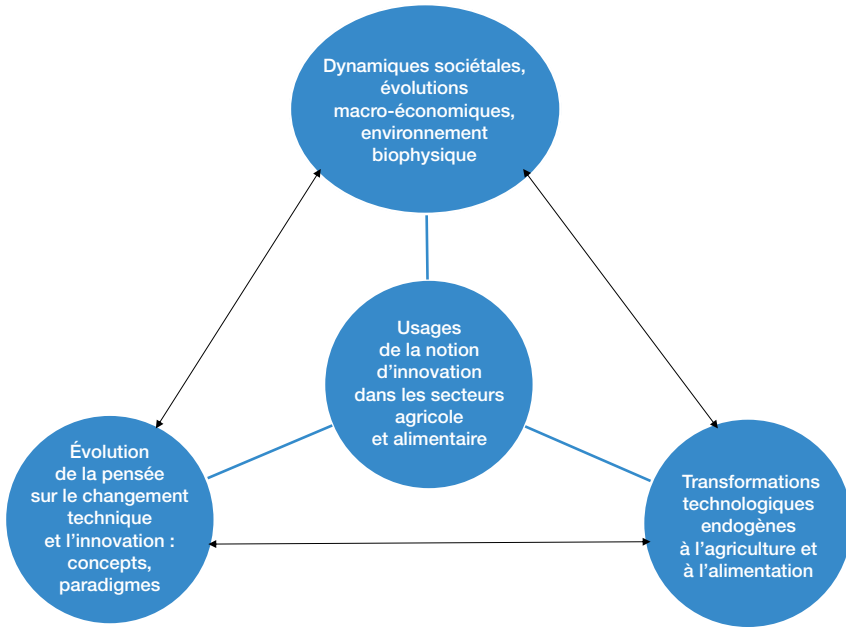 Dynamiques sociétales,
évolutions
macro-économiques,
environnement
biophysique
Usages
de la notion
d’innovation
dans les secteurs
agricole
et alimentaire
Évolution
de la pensée
sur le changement
technique
et l’innovation :
concepts,
paradigmes
Transformations
technologiques
endogènes
à l’agriculture et
à l’alimentation